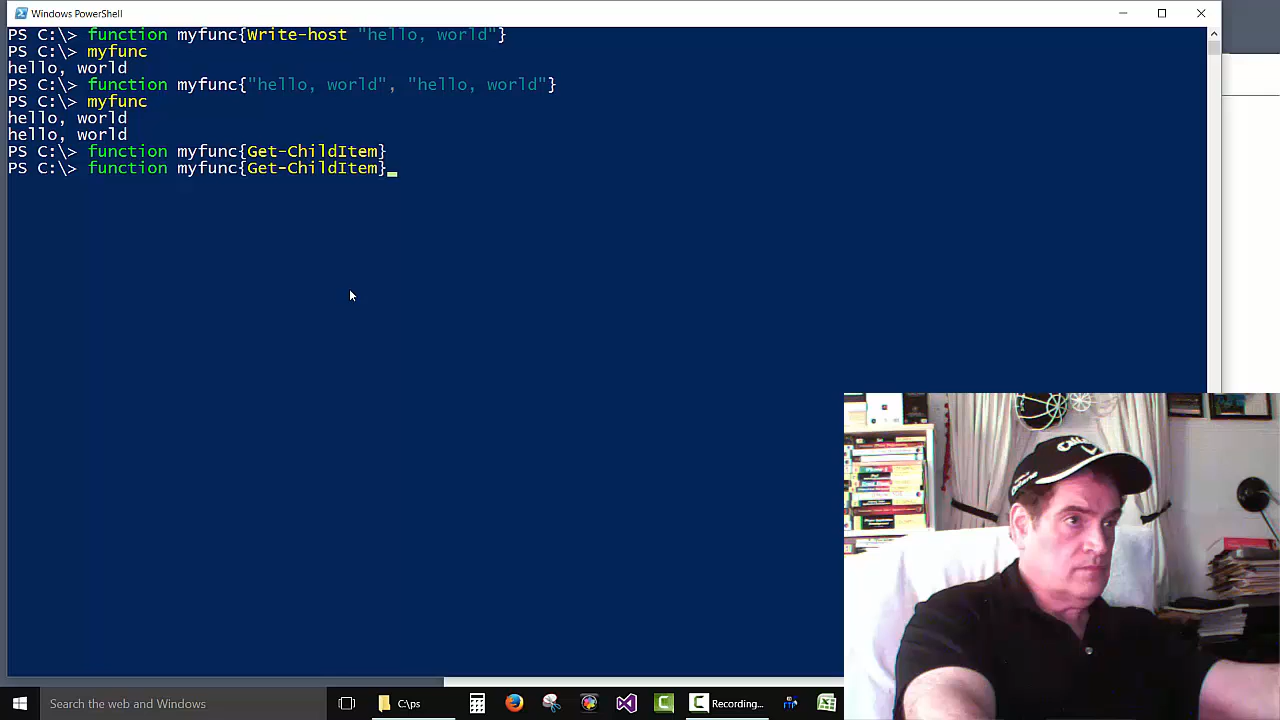 Windows PowerShell
PS C:\> function myfunc{Write-host "hello, world"}
PS C:\> myfunc
hello, world
PS C:\> function myfunc{"hello, world", "hello, world"}
PS C:\> myfunc
hello, world
hello, world
PS C:\> function myfunc{Get-ChildItem}
PS C:\> function myfunc{Get-ChildItem}
Search the web and Windows
C:\ps
Recording...